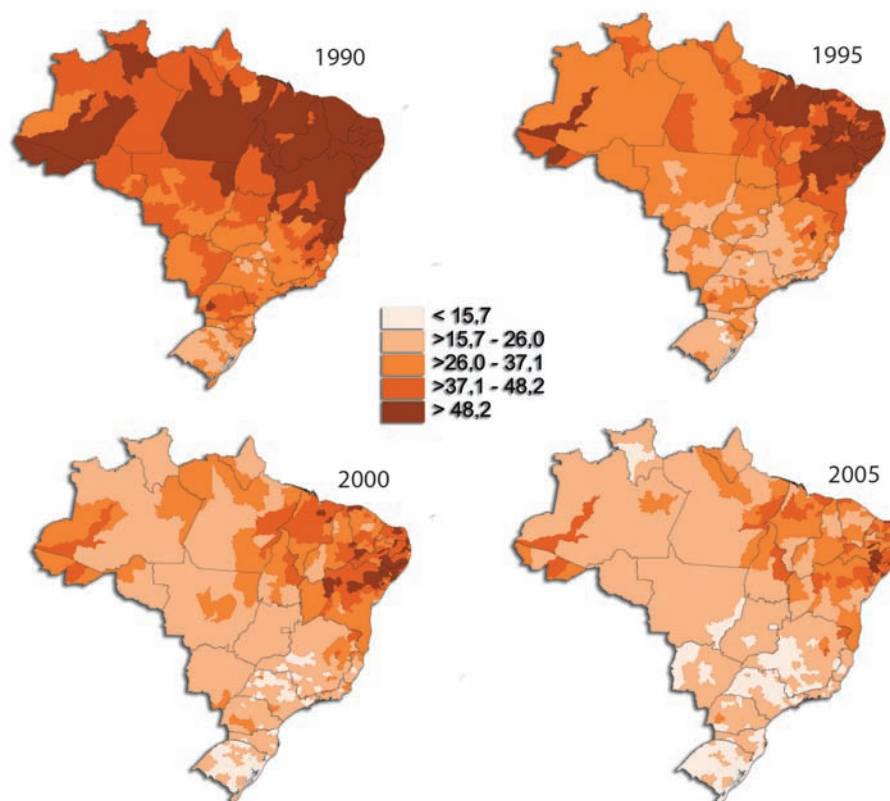 1990
1995
< 15,7
>15,7 - 26,0
>26,0 - 37,1
>37,1 - 48,2
> 48,2
2000
2005